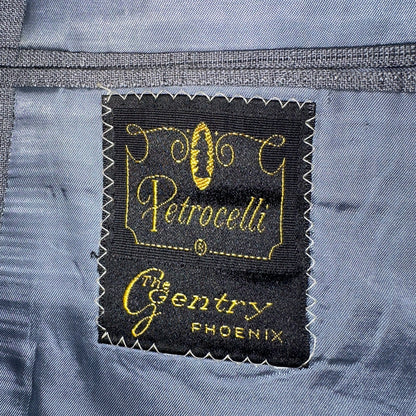 Petrocelli
®
The
Gentry
PHOENIX